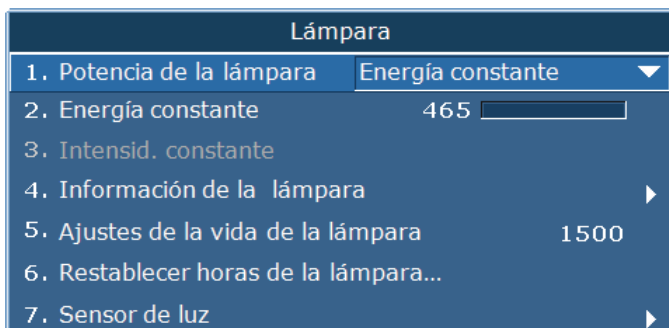 Lámpara
1. Potencia de la lámpara Energía constante
2. Energía constante 465
3. Intensid. constante
4. Información de la lámpara
5. Ajustes de la vida de la lámpara 1500
6. Restablecer horas de la lámpara...
7. Sensor de luz